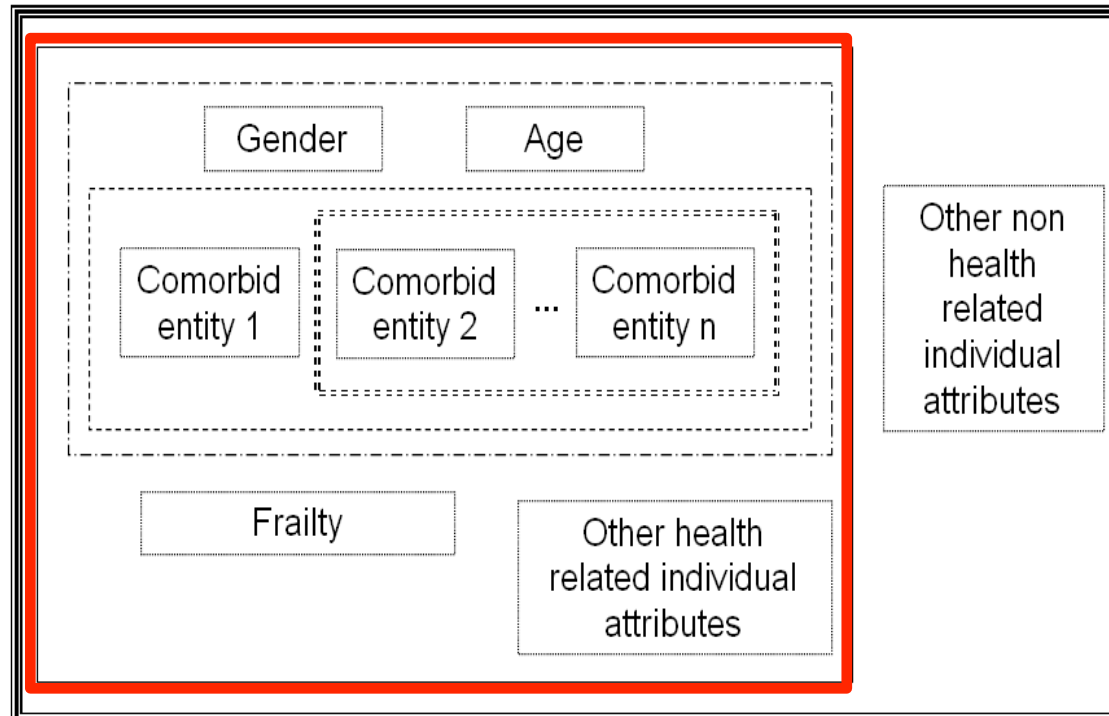 Gender
Age
Comorbid
entity 1
Comorbid
entity 2
...
Comorbid
entity n
Other non
health
related
individual
attributes
Frailty
Other health
related individual
attributes